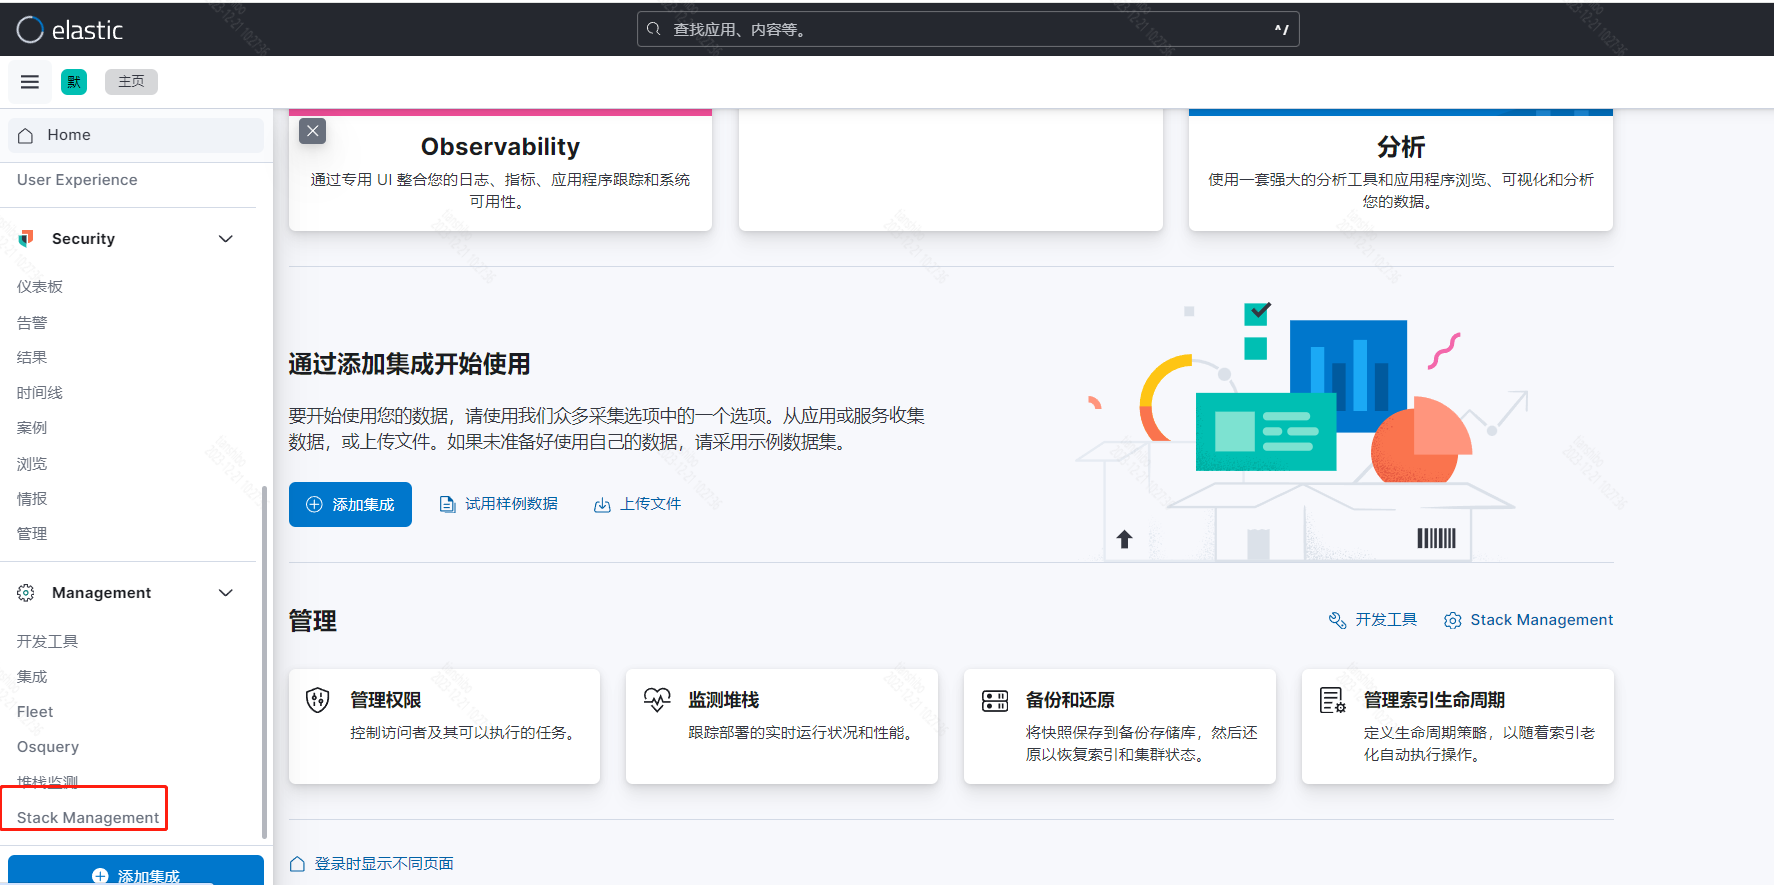 elastic
查找应用、内容等。
^/
默
主页
Home
User Experience
Security
仪表板
告警
结果
时间线
案例
浏览
情报
管理
Management
开发工具
集成
Fleet
Osquery
堆栈监测
Stack Management
添加集成
Observability
通过专用 UI 整合您的日志、指标、应用程序跟踪和系统
可用性。
分析
使用一套强大的分析工具和应用程序浏览、可视化和分析
您的数据。
通过添加集成开始使用
要开始使用您的数据，请使用我们众多采集选项中的一个选项。从应用或服务收集
数据，或上传文件。如果未准备好使用自己的数据，请采用示例数据集。
添加集成
试用样例数据
上传文件
管理
开发工具
Stack Management
管理权限
控制访问者及其可以执行的任务。
监测堆栈
跟踪部署的实时运行状况和性能。
备份和还原
将快照保存到备份存储库，然后还
原以恢复索引和集群状态。
管理索引生命周期
定义生命周期策略，以随着索引老
化自动执行操作。
登录时显示不同页面